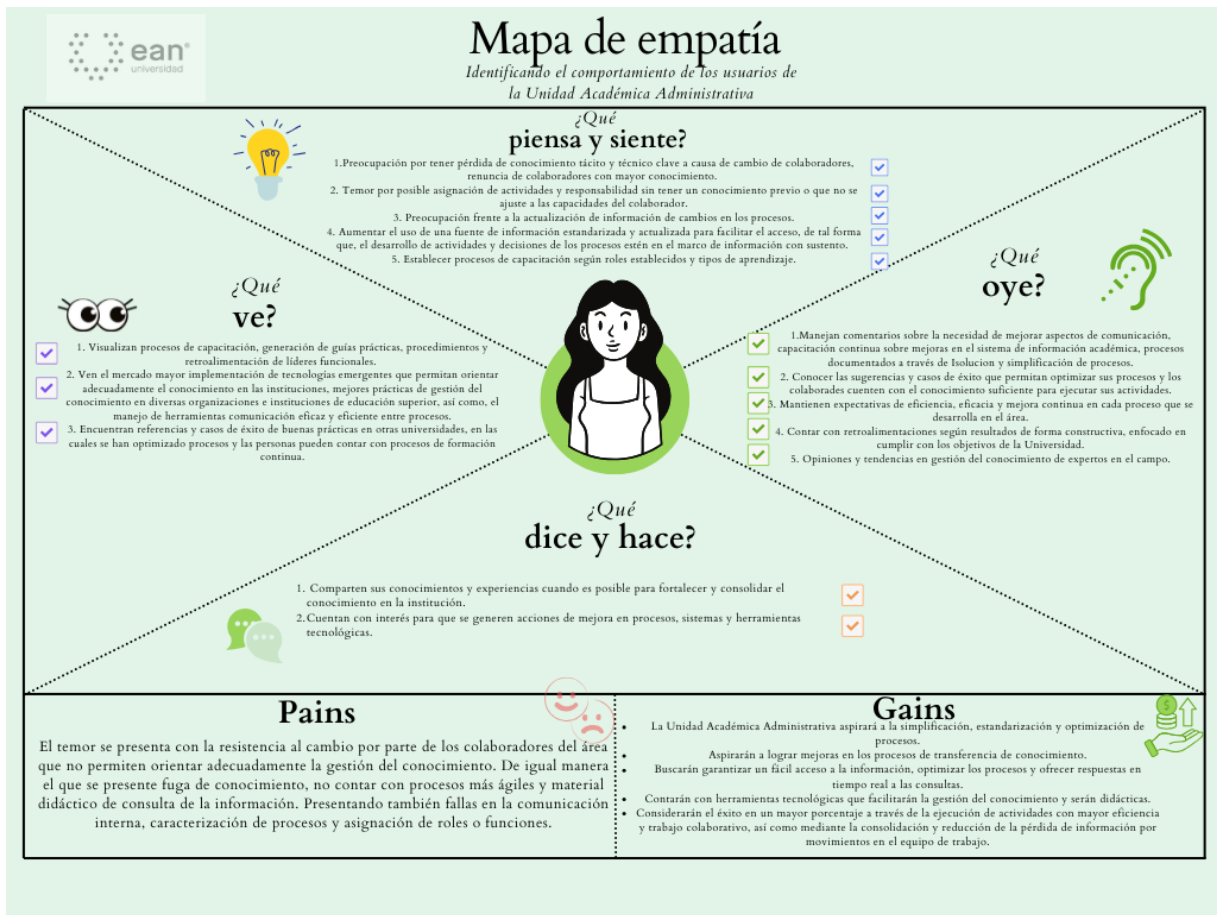 ean®
universidad
Mapa de empatía
Identificando el comportamiento de los usuarios de
la Unidad Académica Administrativa
¿Qué
piensa y siente?
1.Preocupación por tener pérdida de conocimiento tácito y técnico clave a causa de cambio de colaboradores,
renuncia de colaboradores con mayor conocimiento.
2. Temor por posible asignación de actividades y responsabilidad sin tener un conocimiento previo o que no se
ajuste a las capacidades del colaborador.
3. Preocupación frente a la actualización de información de cambios en los procesos.
4. Aumentar el uso de una fuente de información estandarizada y actualizada para facilitar el acceso, de tal forma
que, el desarrollo de actividades y decisiones de los procesos estén en el marco de información con sustento.
5. Establecer procesos de capacitación según roles establecidos y tipos de aprendizaje.
¿Qué
ve?
1. Visualizan procesos de capacitación, generación de guías prácticas, procedimientos y
retroalimentación de líderes funcionales.
2. Ven el mercado mayor implementación de tecnologías emergentes que permitan orientar
adecuadamente el conocimiento en las instituciones, mejores prácticas de gestión del
conocimiento en diversas organizaciones e instituciones de educación superior, así como, el
manejo de herramientas comunicación eficaz y eficiente entre procesos.
3. Encuentran referencias y casos de éxito de buenas prácticas en otras universidades, en las
cuales se han optimizado procesos y las personas pueden contar con procesos de formación
continua.
¿Qué
oye?
1.Manejan comentarios sobre la necesidad de mejorar aspectos de comunicación,
capacitación continua sobre mejoras en el sistema de información académica, procesos
documentados a través de Isolucion y simplificación de procesos.
2. Conocer las sugerencias y casos de éxito que permitan optimizar sus procesos y los
colaborades cuenten con el conocimiento suficiente para ejecutar sus actividades.
3. Mantienen expectativas de eficiencia, eficacia y mejora continua en cada proceso que se
desarrolla en el área.
4. Contar con retroalimentaciones según resultados de forma constructiva, enfocado en
cumplir con los objetivos de la Universidad.
5. Opiniones y tendencias en gestión del conocimiento de expertos en el campo.
¿Qué
dice y hace?
1. Comparten sus conocimientos y experiencias cuando es posible para fortalecer y consolidar el
conocimiento en la institución.
2.Cuentan con interés para que se generen acciones de mejora en procesos, sistemas y herramientas
tecnológicas.
Pains
El temor se presenta con la resistencia al cambio por parte de los colaboradores del área
que no permiten orientar adecuadamente la gestión del conocimiento. De igual manera
el que se presente fuga de conocimiento, no contar con procesos más ágiles y material
didáctico de consulta de la información. Presentando también fallas en la comunicación
interna, caracterización de procesos y asignación de roles o funciones.
Gains
• La Unidad Académica Administrativa aspirará a la simplificación, estandarización y optimización de
procesos.
• Aspirarán a lograr mejoras en los procesos de transferencia de conocimiento.
• Buscarán garantizar un fácil acceso a la información, optimizar los procesos y ofrecer respuestas en
tiempo real a las consultas.
• Contarán con herramientas tecnológicas que facilitarán la gestión del conocimiento y serán didácticas.
• Considerarán el éxito en un mayor porcentaje a través de la ejecución de actividades con mayor eficiencia
y trabajo colaborativo, así como mediante la consolidación y reducción de la pérdida de información por
movimientos en el equipo de trabajo.